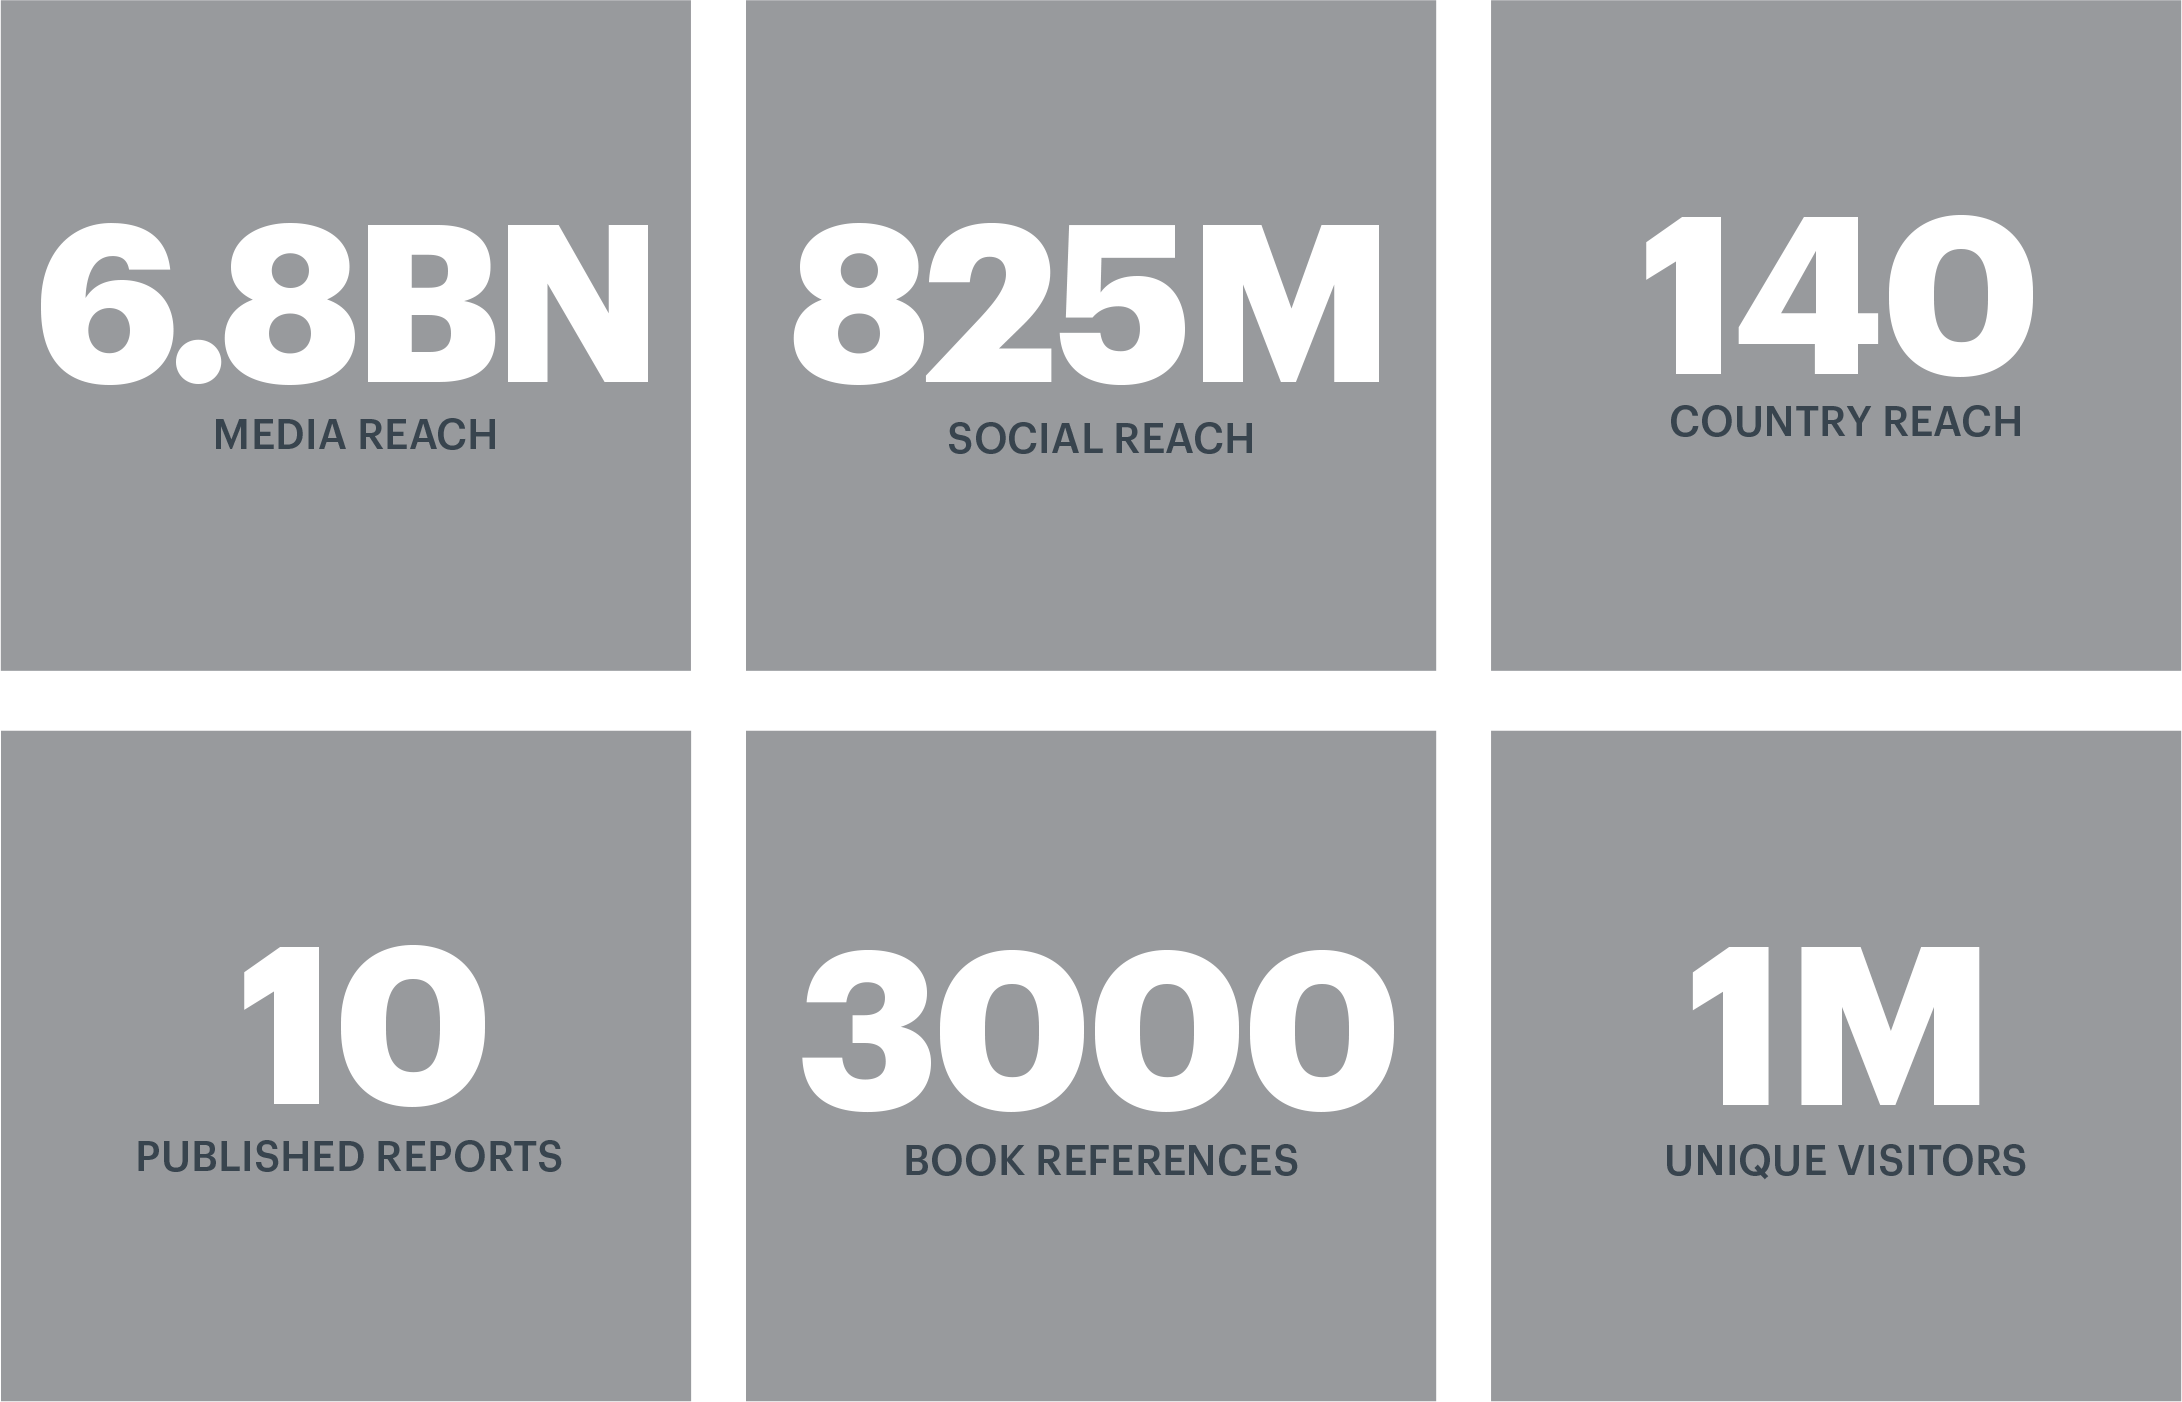 6.8BN
MEDIA REACH
825M
SOCIAL REACH
140
COUNTRY REACH
10
PUBLISHED REPORTS
3000
BOOK REFERENCES
1M
UNIQUE VISITORS